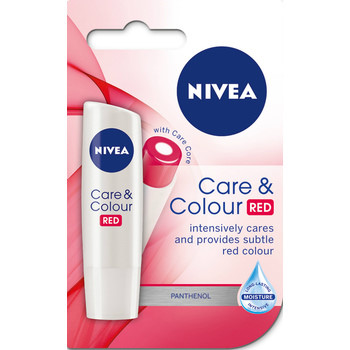 NIVEA
with Care Core
NIVEA
Care &
Colour RED
Care &
Colour RED
intensively cares
and provides subtle
red colour
LONG-LASTING
MOISTURE
INTENSIVE
PANTHENOL